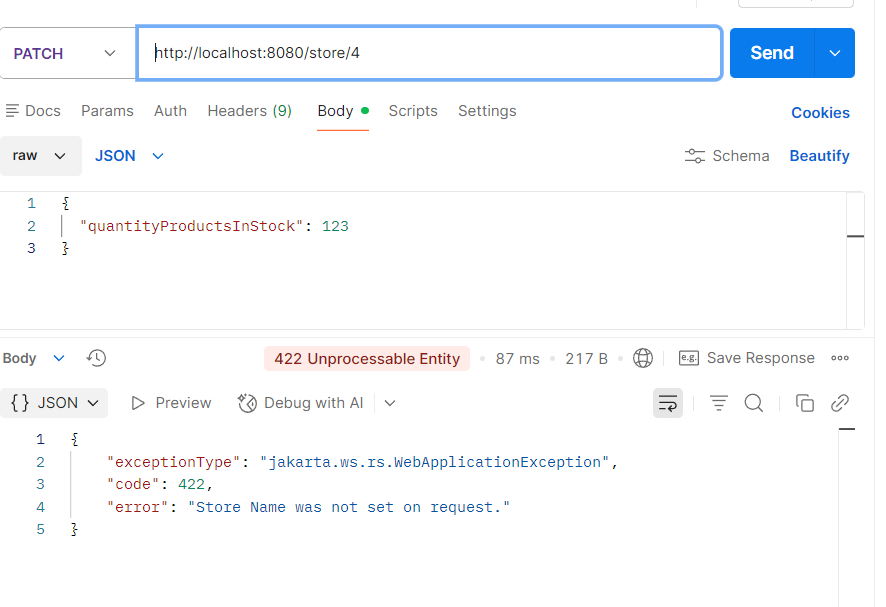 PATCH http://localhost:8080/store/4 Send
Docs Params Auth Headers (9) Body Scripts Settings Cookies
raw JSON Schema Beautify
1 {
2 "quantityProductsInStock": 123
3 }
Body 422 Unprocessable Entity 87 ms 217 B e.g. Save Response
{} JSON Preview Debug with AI
1 {
2 "exceptionType": "jakarta.ws.rs.WebApplicationException",
3 "code": 422,
4 "error": "Store Name was not set on request."
5 }